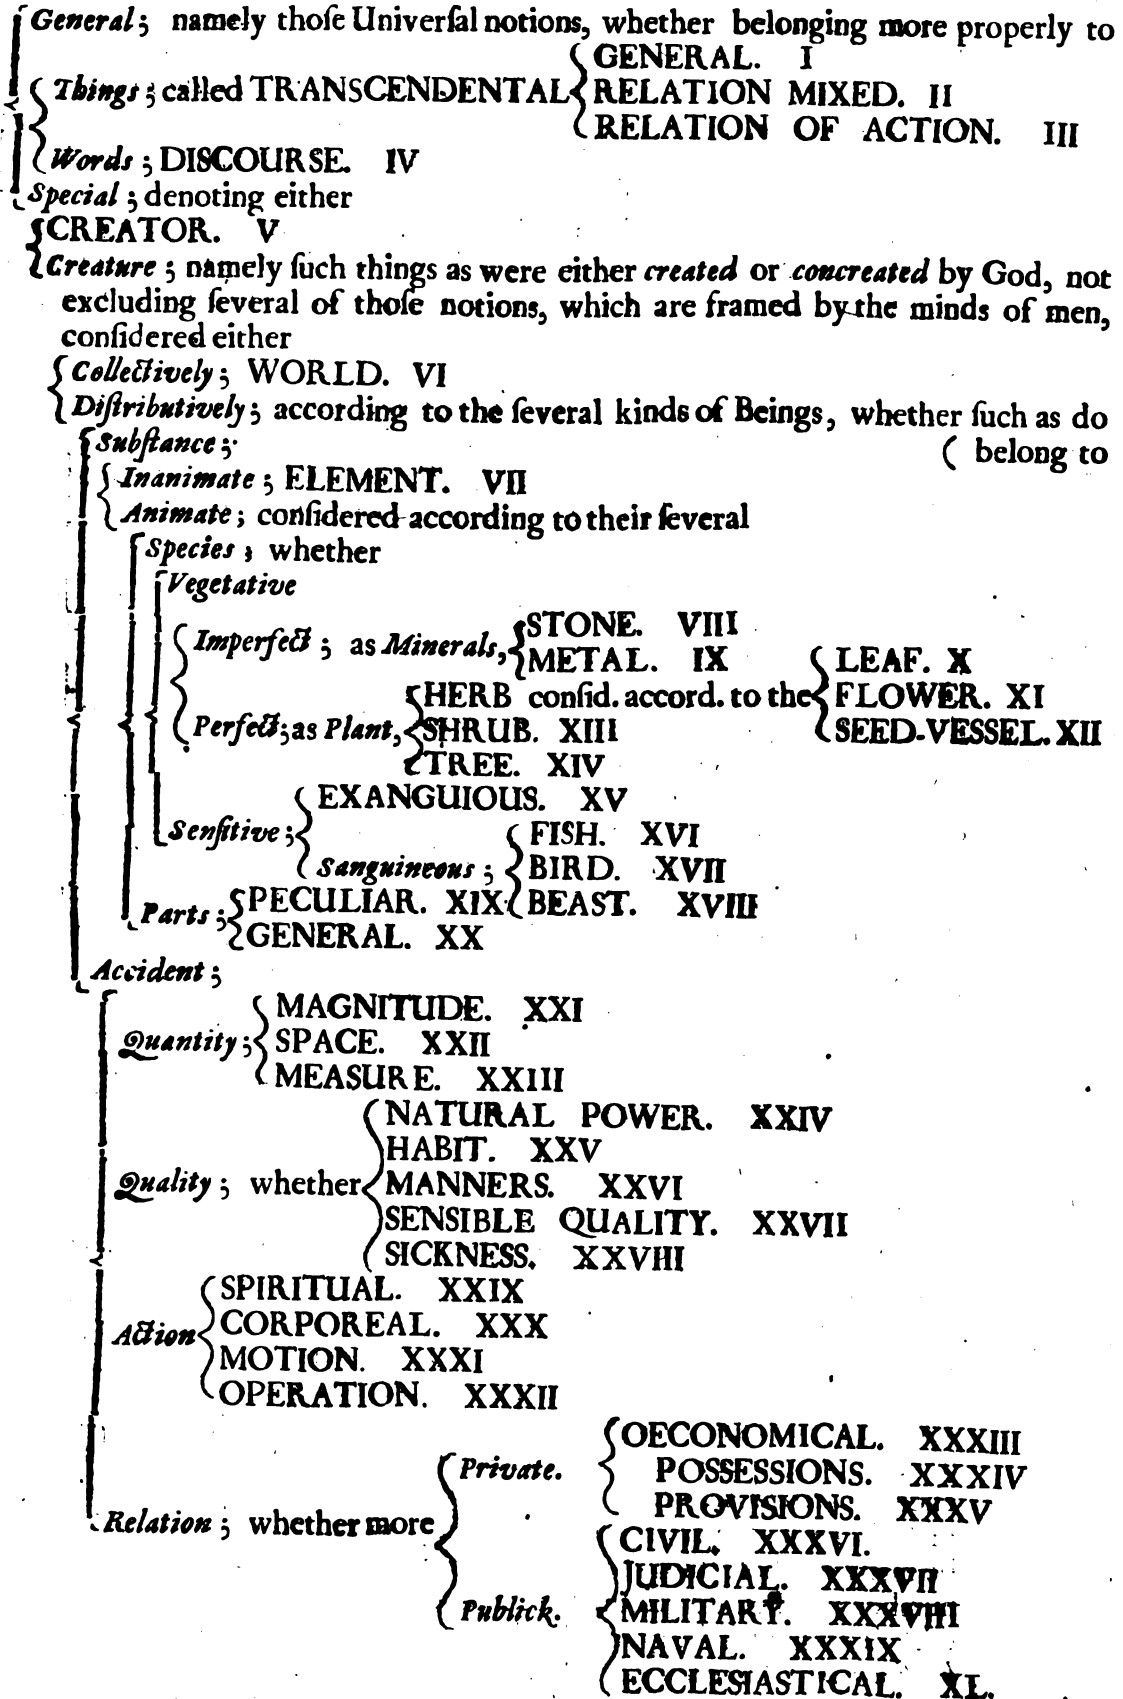 General; namely thoſe Univerſal notions, whether belonging more properly to
GENERAL. I
Things; called TRANSCENDENTAL RELATION MIXED. II
RELATION OF ACTION. III
Words; DISCOURSE. IV
Special; denoting either
CREATOR. V
Creature; namely ſuch things as were either created or concreated by God, not
excluding ſeveral of thoſe notions, which are framed by the minds of men,
conſidered either
Collectively; WORLD. VI
Diſtributively; according to the ſeveral kinds of Beings, whether ſuch as do
Subſtance; ( belong to
Inanimate; ELEMENT. VII
Animate; conſidered according to their ſeveral
Species; whether
Vegetative
STONE. VIII
Imperfect; as Minerals,
METAL. IX
LEAF. X
HERB conſid. accord. to the FLOWER. XI
Perfect; as Plant, SHRUB. XIII
SEED-VESSEL. XII
TREE. XIV
EXANGUIOUS. XV
Senſitive;
FISH. XVI
Sanguineous; BIRD. XVII
BEAST. XVIII
Parts; PECULIAR. XIX
GENERAL. XX
Accident;
MAGNITUDE. XXI
Quantity; SPACE. XXII
MEASURE. XXIII
NATURAL POWER. XXIV
HABIT. XXV
Quality; whether MANNERS. XXVI
SENSIBLE QUALITY. XXVII
SICKNESS. XXVIII
SPIRITUAL. XXIX
Action CORPOREAL. XXX
MOTION. XXXI
OPERATION. XXXII
OECONOMICAL. XXXIII
Private. POSSESSIONS. XXXIV
PROVISIONS. XXXV
Relation; whether more
CIVIL. XXXVI.
JUDICIAL. XXXVII
Publick. MILITARY. XXXVIII
NAVAL. XXXIX
ECCLESIASTICAL. XL.